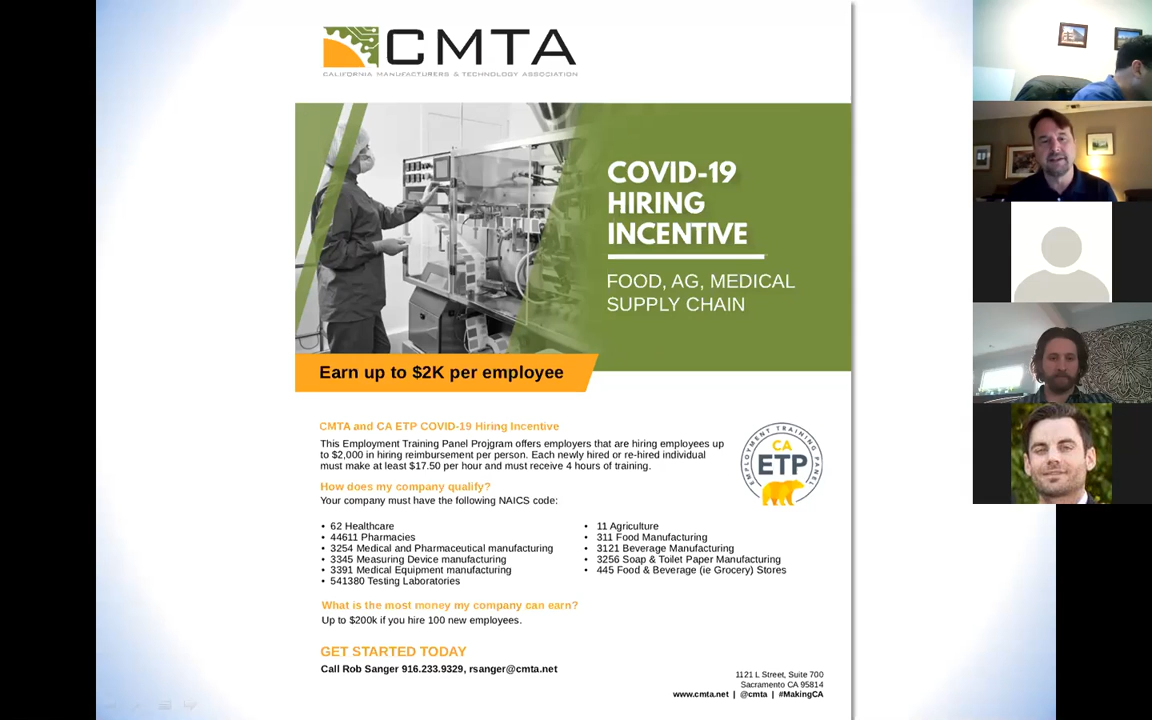 CMTA
CALIFORNIA MANUFACTURERS & TECHNOLOGY ASSOCIATION
COVID-19
HIRING
INCENTIVE
FOOD, AG, MEDICAL
SUPPLY CHAIN
Earn up to $2K per employee
CMTA and CA ETP COVID-19 Hiring Incentive
This Employment Training Panel Projgram offers employers that are hiring employees up
to $2,000 in hiring reimbursement per person. Each newly hired or re-hired individual
must make at least $17.50 per hour and must receive 4 hours of training.
EMPLOYMENT TRAINING PANEL
CA
ETP
How does my company qualify?
Your company must have the following NAICS code:
• 62 Healthcare
• 44611 Pharmacies
• 3254 Medical and Pharmaceutical manufacturing
• 3345 Measuring Device manufacturing
• 3391 Medical Equipment manufacturing
• 541380 Testing Laboratories
• 11 Agriculture
• 311 Food Manufacturing
• 3121 Beverage Manufacturing
• 3256 Soap & Toilet Paper Manufacturing
• 445 Food & Beverage (ie Grocery) Stores
What is the most money my company can earn?
Up to $200k if you hire 100 new employees.
GET STARTED TODAY
Call Rob Sanger 916.233.9329, rsanger@cmta.net
1121 L Street, Suite 700
Sacramento CA 95814
www.cmta.net | @cmta | #MakingCA